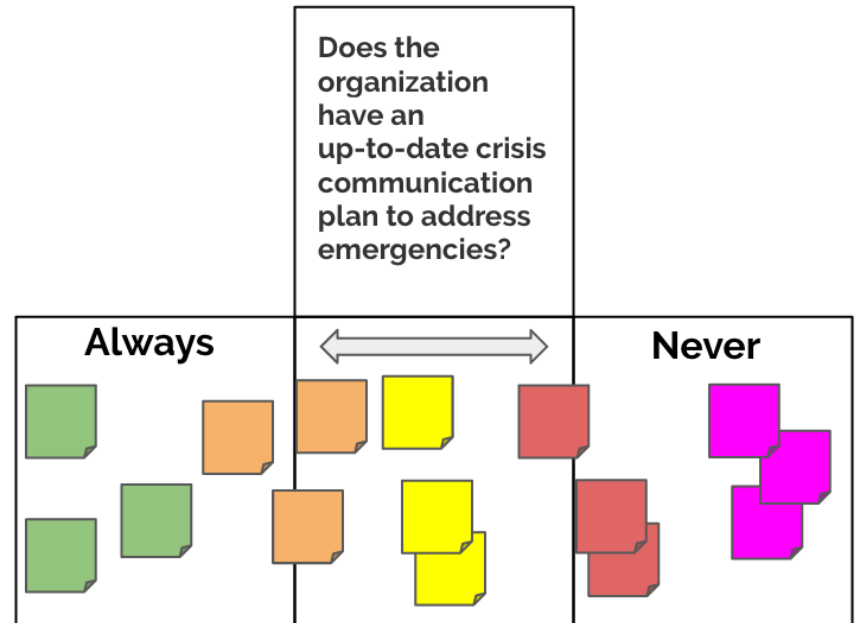 Does the
organization
have an
up-to-date crisis
communication
plan to address
emergencies?
Always
Never